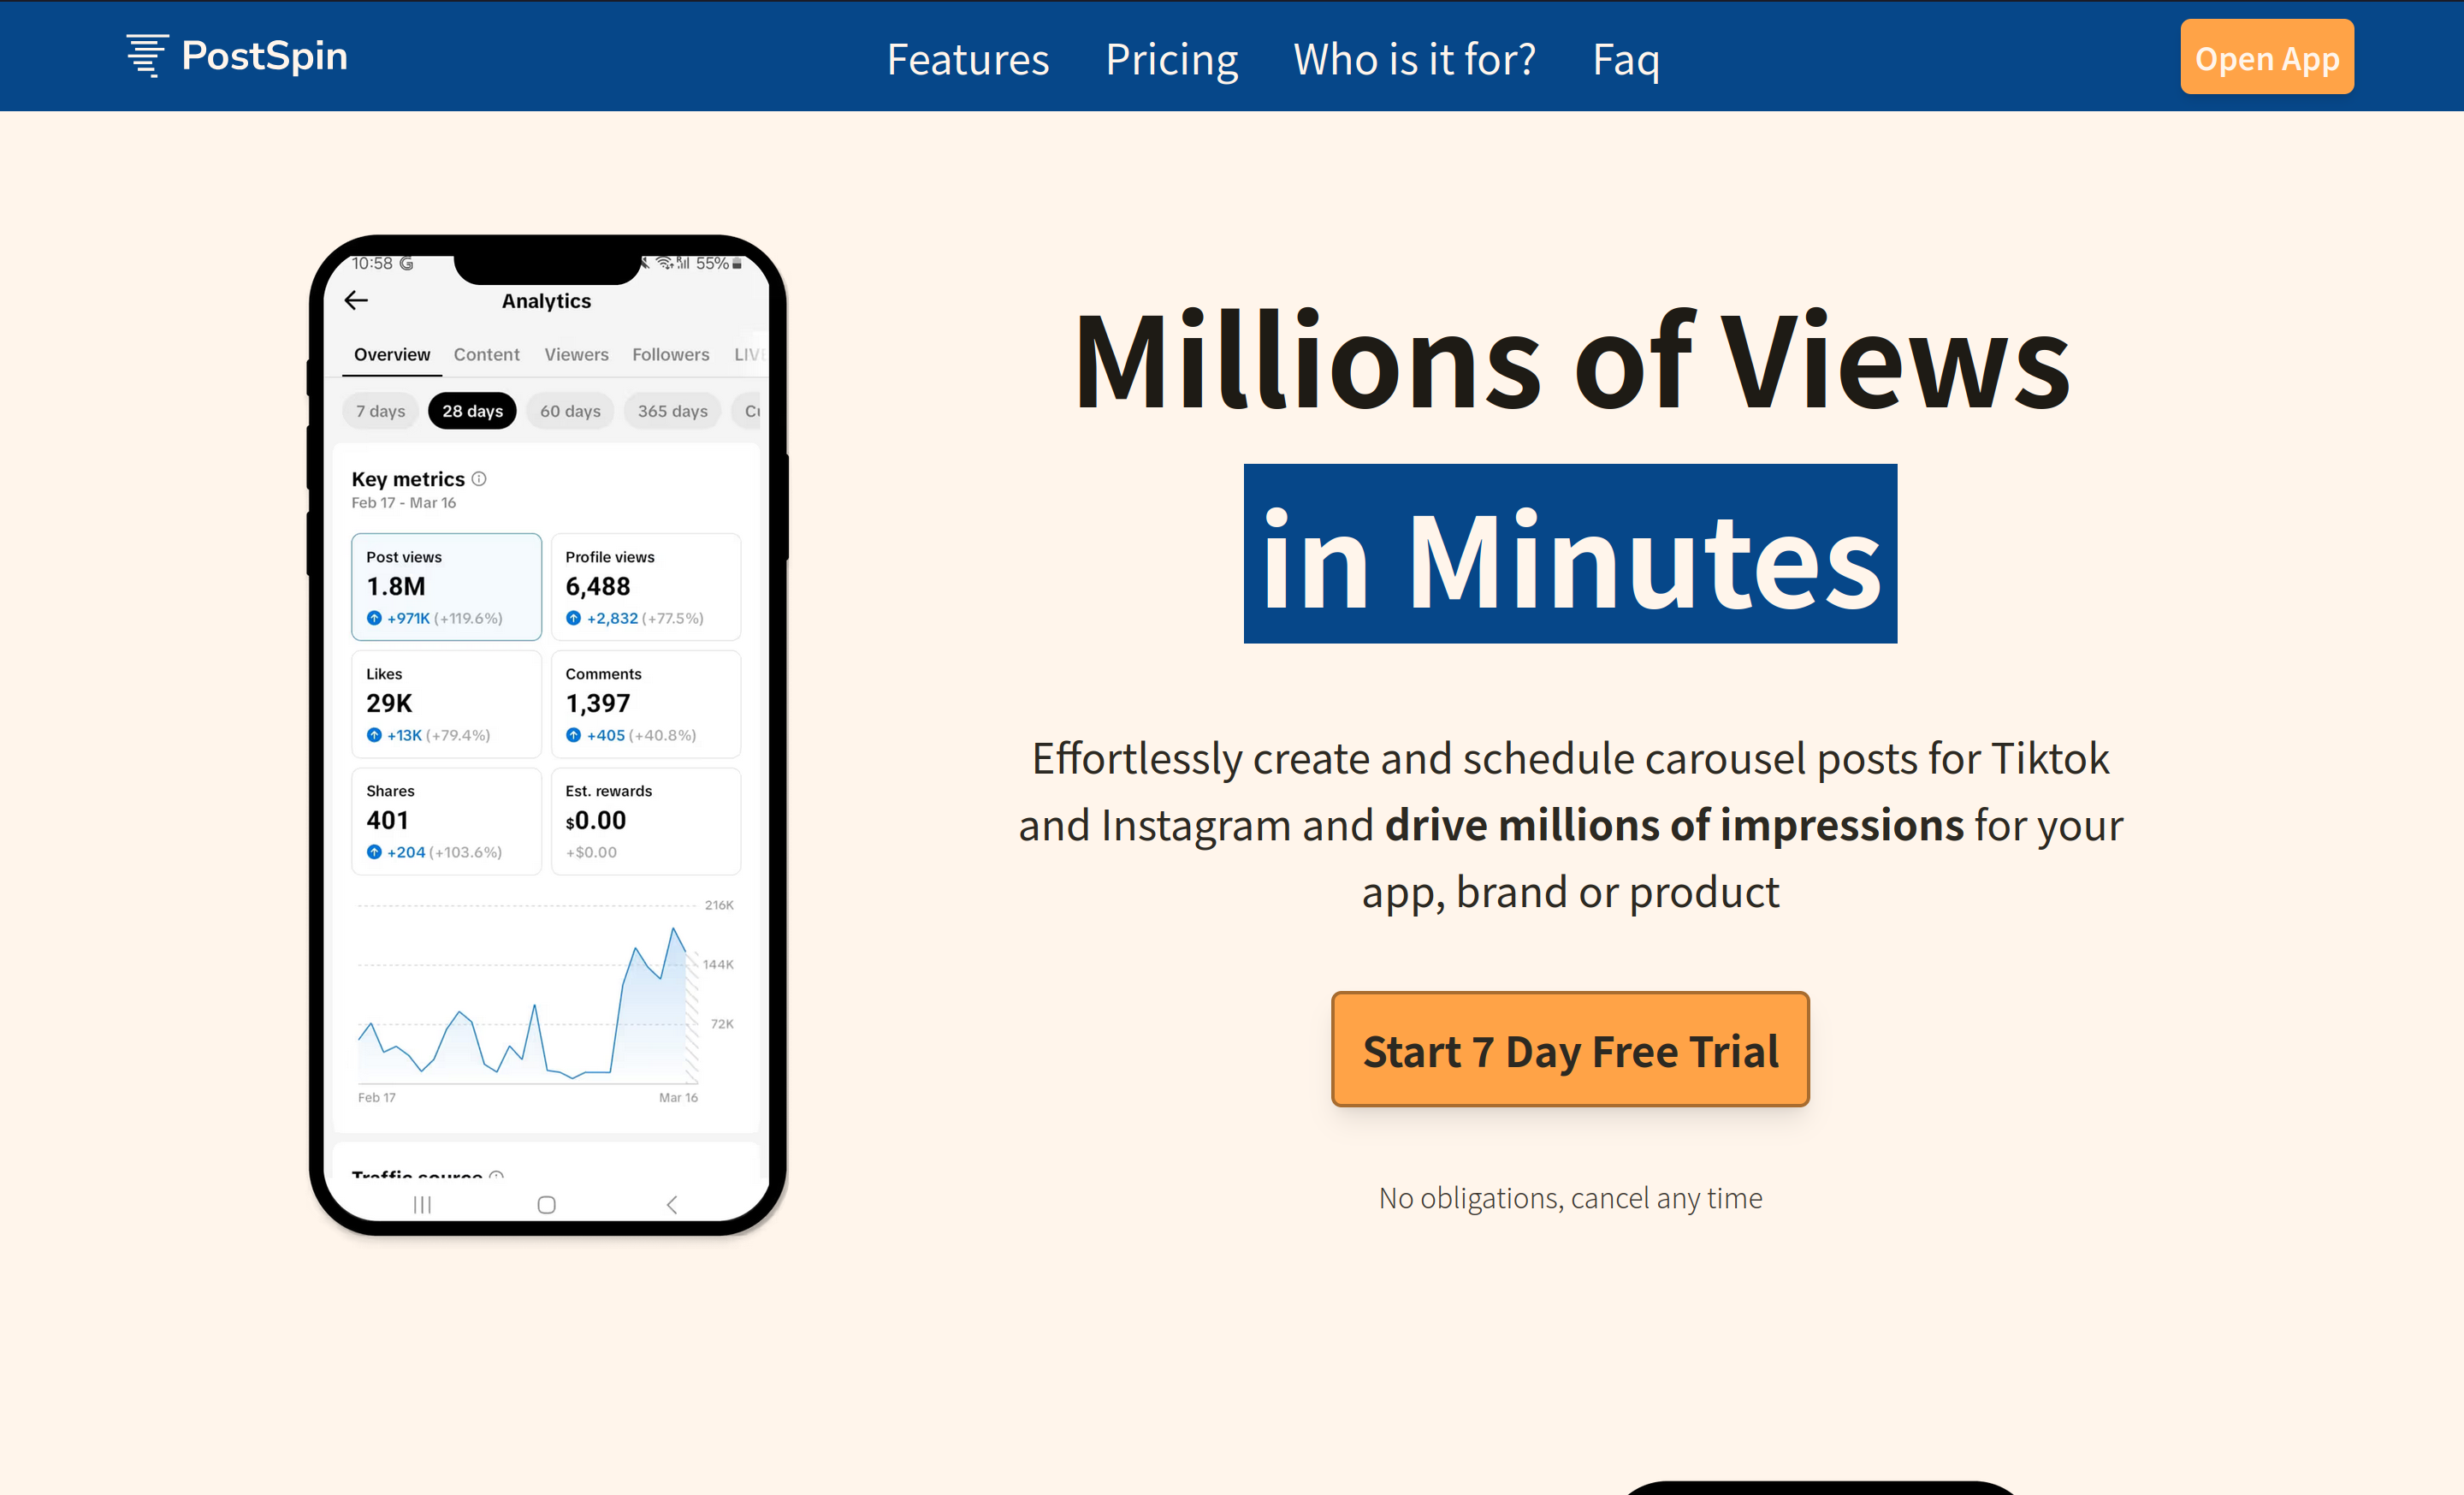 PostSpin
Features Pricing Who is it for? Faq
Open App
10:58 55%
Analytics
Overview Content Viewers Followers LIVE
7 days 28 days 60 days 365 days
Key metrics
Feb 17 - Mar 16
Post views
1.8M
+971K (+119.6%)
Profile views
6,488
+2,832 (+77.5%)
Likes
29K
+13K (+79.4%)
Comments
1,397
+405 (+40.8%)
Shares
401
+204 (+103.6%)
Est. rewards
$0.00
+$0.00
216K
144K
72K
Feb 17 Mar 16
Traffic source
Millions of Views
in Minutes
Effortlessly create and schedule carousel posts for Tiktok
and Instagram and drive millions of impressions for your
app, brand or product
Start 7 Day Free Trial
No obligations, cancel any time